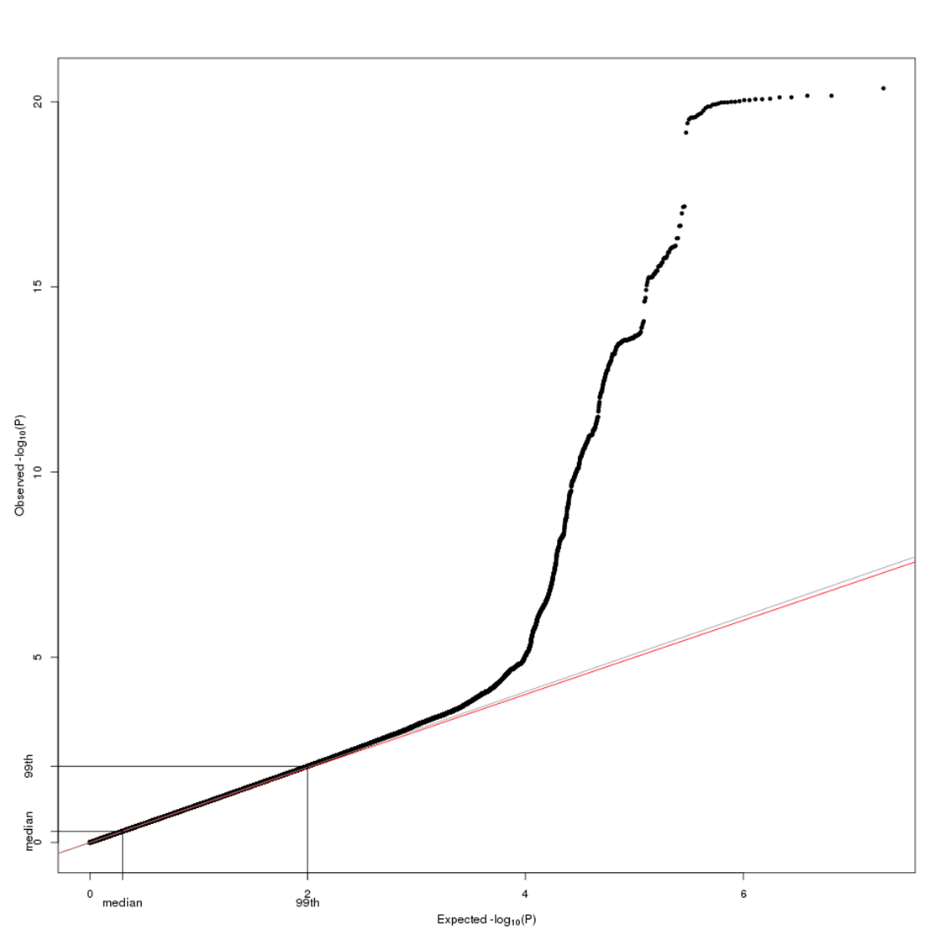 20
15
10
5
99th
median
0
Observed -log10(P)
0
2
4
6
median
99th
Expected -log10(P)